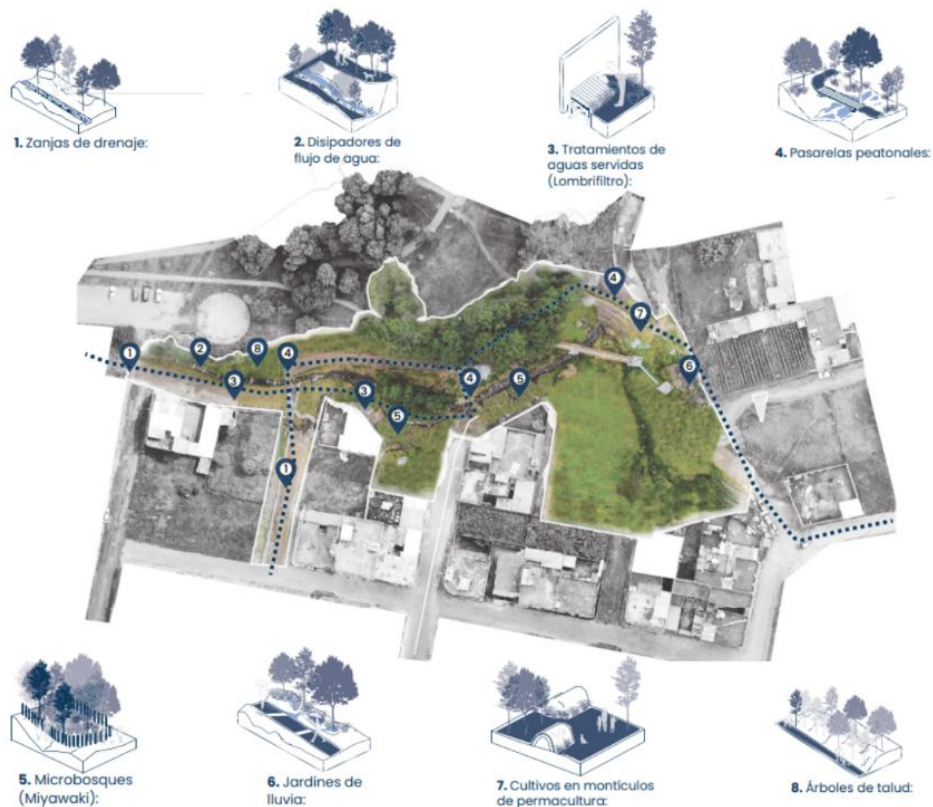 1. Zanjas de drenaje:
2. Disipadores de
flujo de agua:
3. Tratamientos de
aguas servidas
(Lombrifiltro):
4. Pasarelas peatonales:
4
7
2
8
4
1
6
3
3
4
5
5
1
5. Microbosques
(Miyawaki):
6. Jardines de
lluvia:
7. Cultivos en montículos
de permacultura:
8. Árboles de talud: